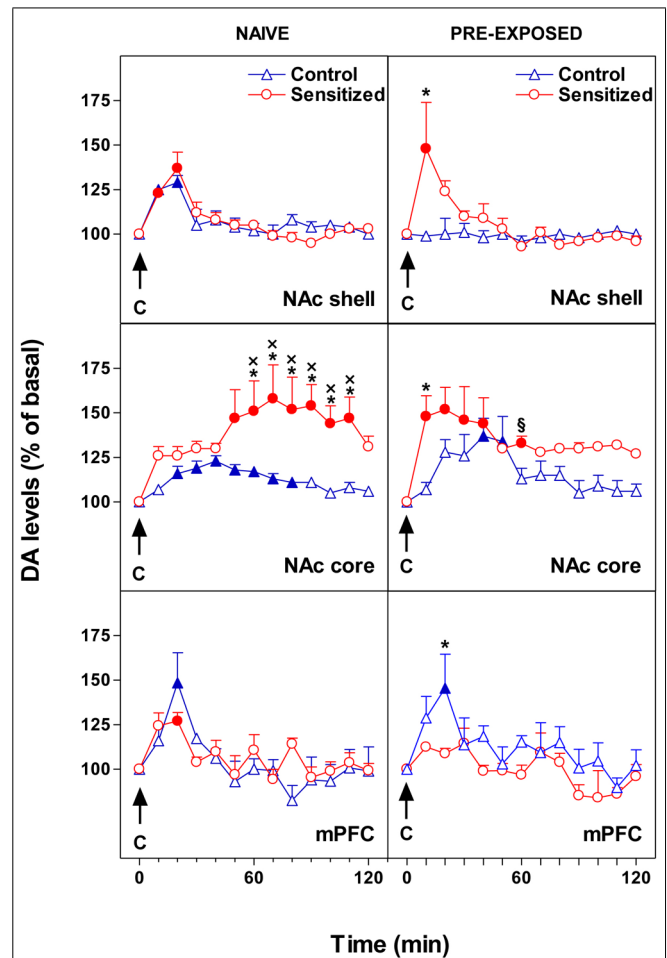 NAIVE
PRE-EXPOSED
DA levels (% of basal)
Control
Sensitized
175
150
125
100
C
NAc shell
Control
Sensitized
*
C
NAc shell
175
150
125
100
× × × × × ×
* * * * * *
C
NAc core
*
§
C
NAc core
175
150
125
100
C
mPFC
*
C
mPFC
0 60 120
0 60 120
Time (min)